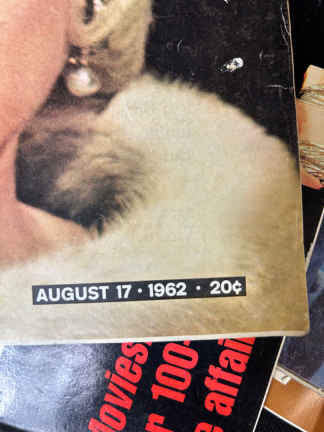 AUGUST 17 · 1962 · 20¢
Movies,
r 100
affai